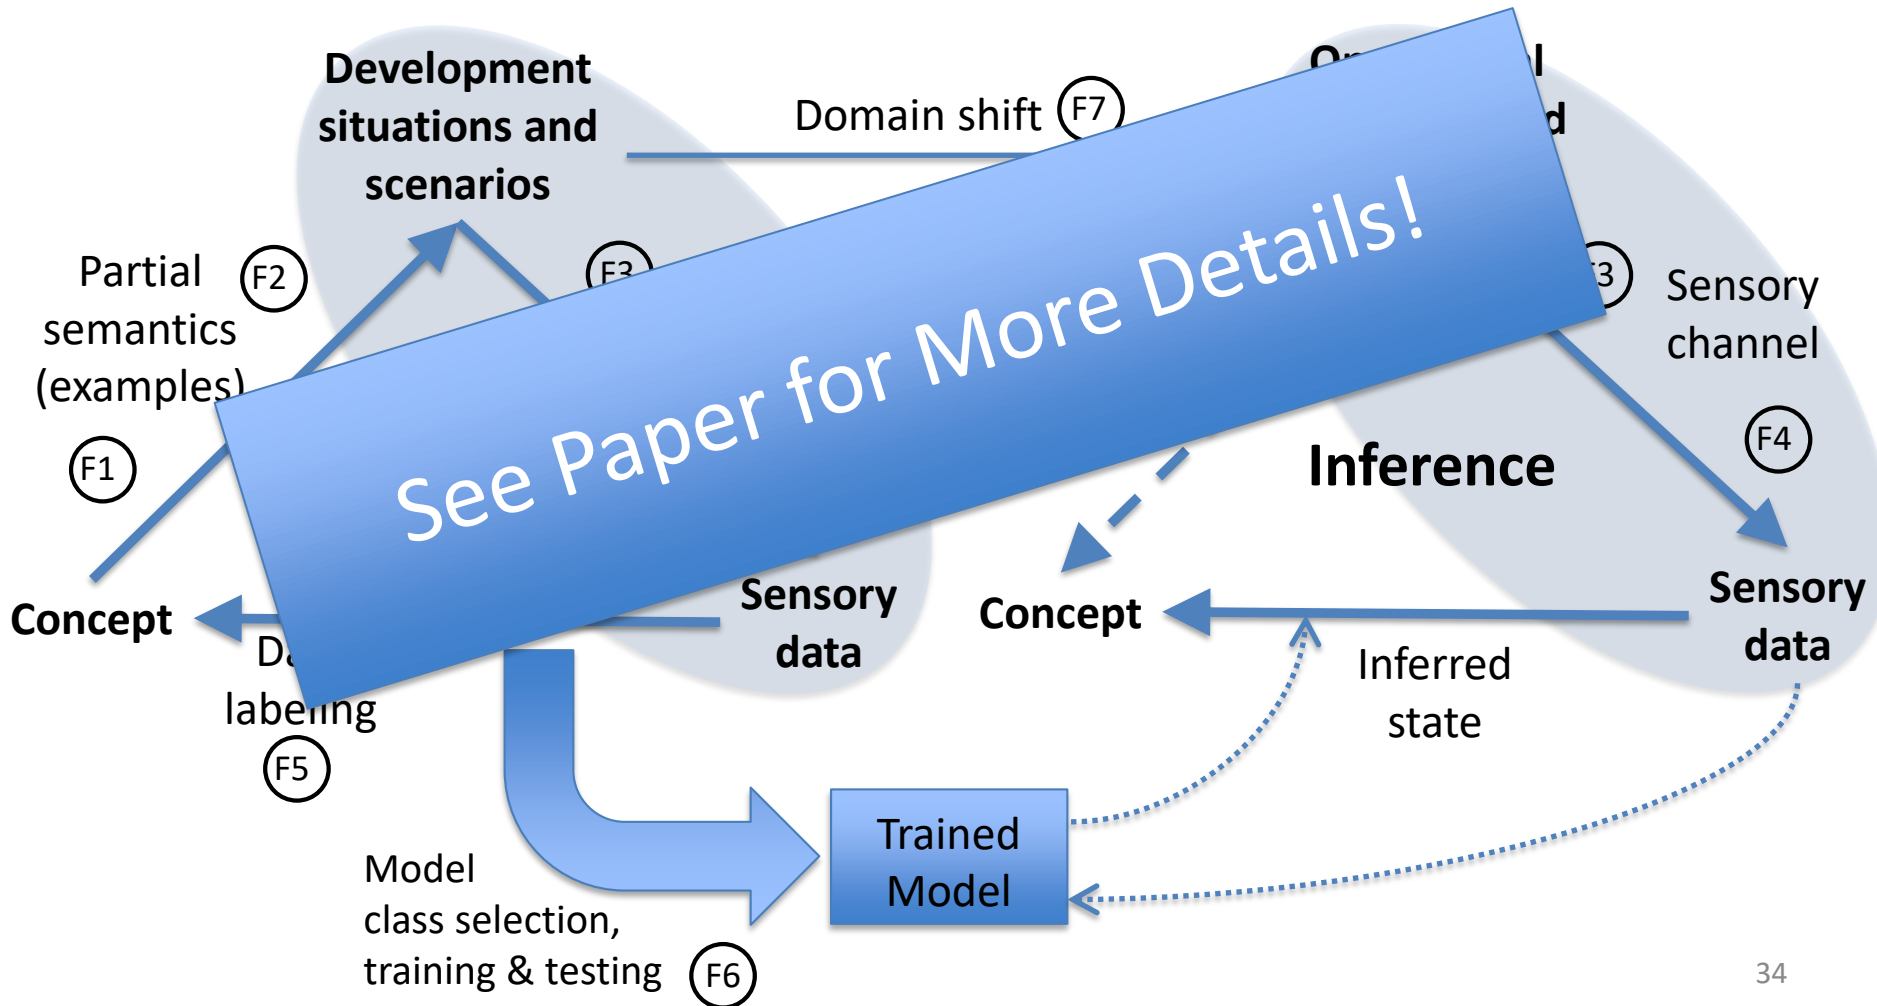 Development
situations and
scenarios
Domain shift F7
d
Partial
semantics
(examples)
F2
F3
F1
See Paper for More Details!
Sensory
channel
F4
Inference
Concept
Sensory
data
Concept
Sensory
data
labeling
F5
Inferred
state
Trained
Model
Model
class selection,
training & testing F6
34